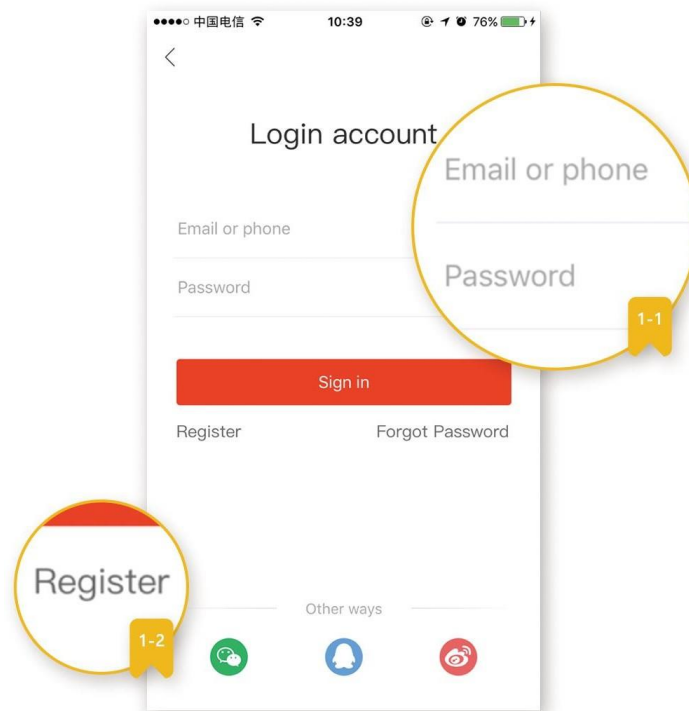 中国电信 10:39 76%
Login account
Email or phone
Password
Email or phone
Password
1-1
Sign in
Register Forgot Password
Register
1-2
Other ways